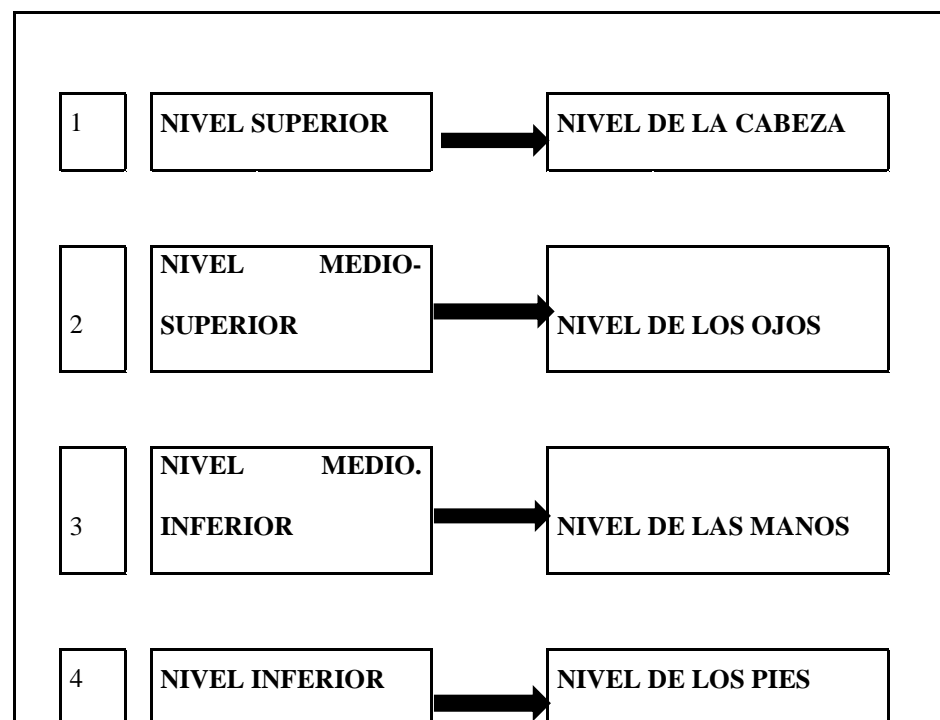 1 NIVEL SUPERIOR NIVEL DE LA CABEZA
NIVEL MEDIO-
2 SUPERIOR NIVEL DE LOS OJOS
NIVEL MEDIO.
3 INFERIOR NIVEL DE LAS MANOS
4 NIVEL INFERIOR NIVEL DE LOS PIES